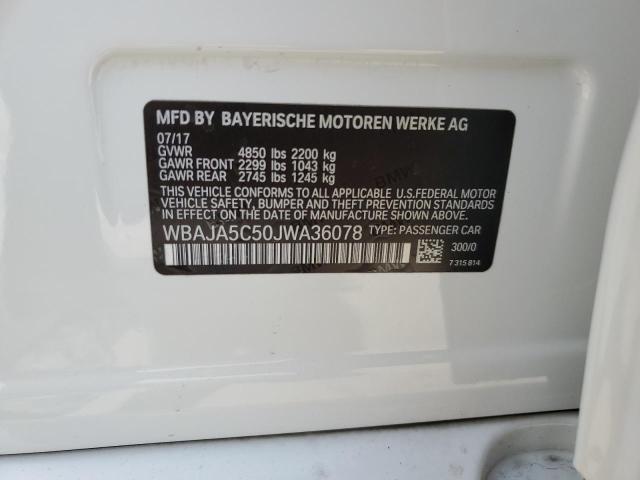 MFD BY BAYERISCHE MOTOREN WERKE AG
07/17
GVWR 4850 lbs 2200 kg
GAWR FRONT 2299 lbs 1043 kg
GAWR REAR 2745 lbs 1245 kg
THIS VEHICLE CONFORMS TO ALL APPLICABLE U.S.FEDERAL MOTOR
VEHICLE SAFETY, BUMPER AND THEFT PREVENTION STANDARDS
IN EFFECT ON THE DATE OF MANUFACTURE SHOWN ABOVE.
WBAJA5C50JWA36078 TYPE: PASSENGER CAR
300/0
7 315 814